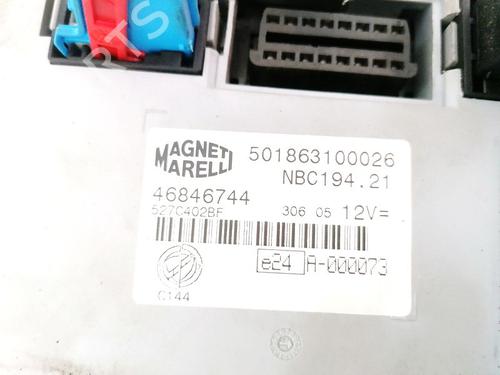 MAGNETI
MARELLI
501863100026
NBC194.21
46846744
527C402BF
306 05 12V=
e24 A-000073
C144